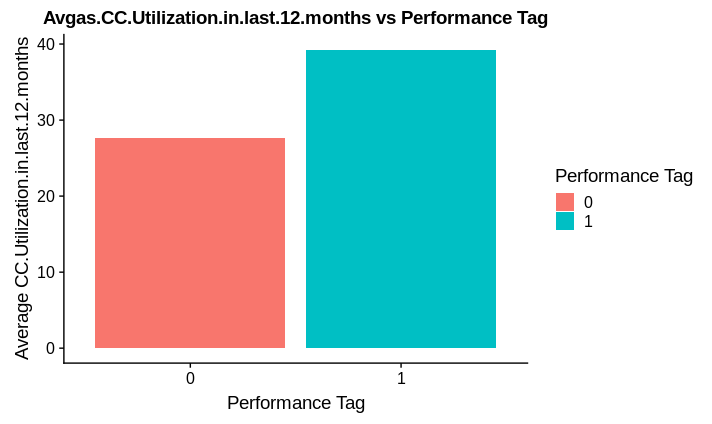 Avgas.CC.Utilization.in.last.12.months vs Performance Tag
Average CC.Utilization.in.last.12.months
40
30
20
10
0
0
1
Performance Tag
Performance Tag
0
1